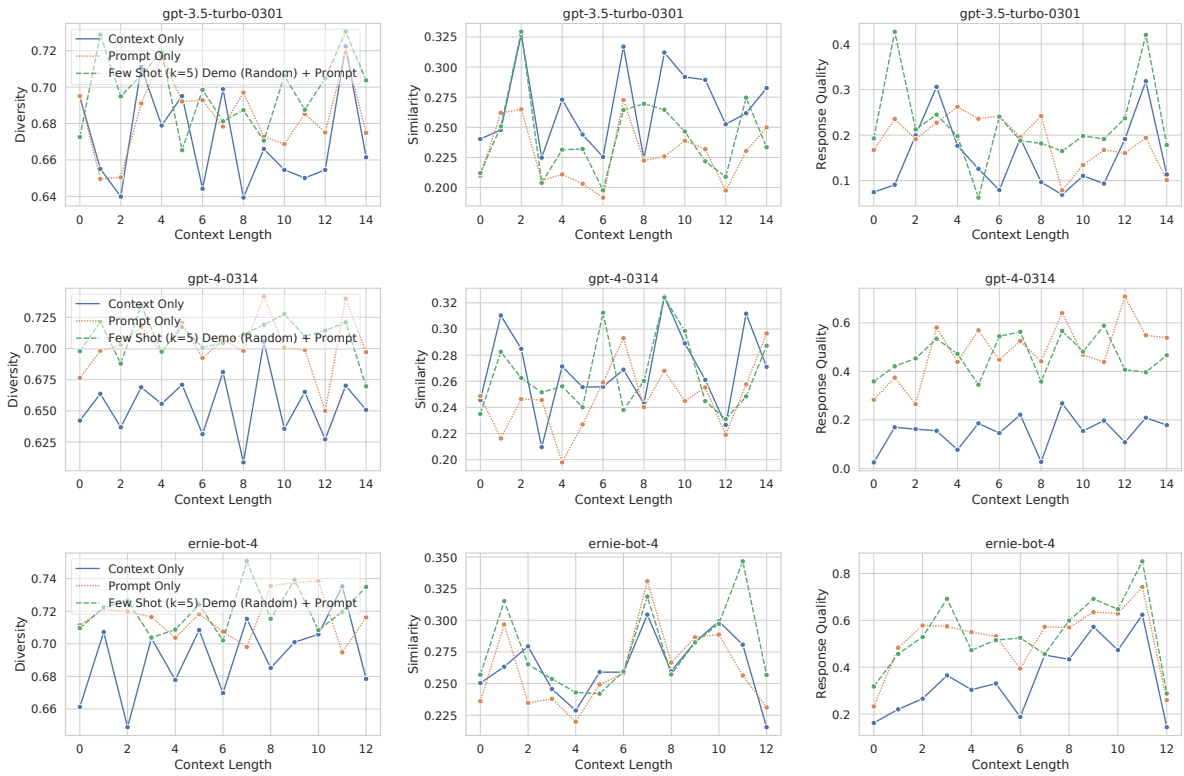 gpt-3.5-turbo-0301
gpt-3.5-turbo-0301
gpt-3.5-turbo-0301
Diversity
0.72
0.70
0.68
0.66
0.64
Context Only
Prompt Only
Few Shot (k=5) Demo (Random) + Prompt
0 2 4 6 8 10 12 14
Context Length
Similarity
0.325
0.300
0.275
0.250
0.225
0.200
0 2 4 6 8 10 12 14
Context Length
Response Quality
0.4
0.3
0.2
0.1
0 2 4 6 8 10 12 14
Context Length
gpt-4-0314
gpt-4-0314
gpt-4-0314
Diversity
0.725
0.700
0.675
0.650
0.625
Context Only
Prompt Only
Few Shot (k=5) Demo (Random) + Prompt
0 2 4 6 8 10 12 14
Context Length
Similarity
0.32
0.30
0.28
0.26
0.24
0.22
0.20
0 2 4 6 8 10 12 14
Context Length
Response Quality
0.6
0.4
0.2
0.0
0 2 4 6 8 10 12 14
Context Length
ernie-bot-4
ernie-bot-4
ernie-bot-4
Diversity
0.74
0.72
0.70
0.68
0.66
Context Only
Prompt Only
Few Shot (k=5) Demo (Random) + Prompt
0 2 4 6 8 10 12
Context Length
Similarity
0.350
0.325
0.300
0.275
0.250
0.225
0 2 4 6 8 10 12
Context Length
Response Quality
0.8
0.6
0.4
0.2
0 2 4 6 8 10 12
Context Length